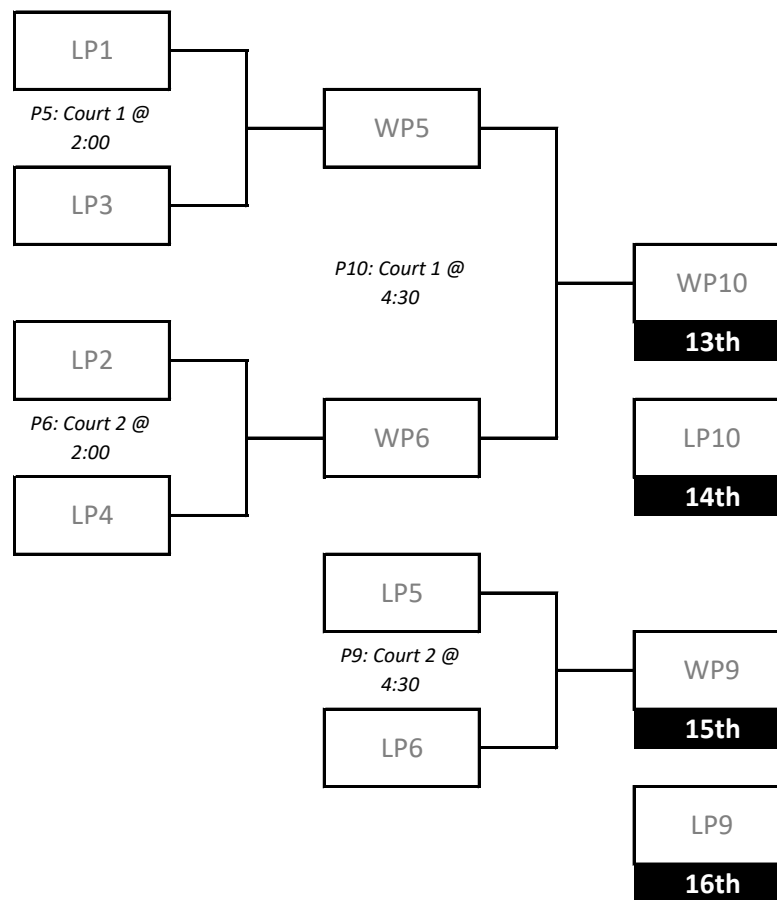 LP1
P5: Court 1 @
2:00
WP5
LP3
P10: Court 1 @
4:30
WP10
13th
LP2
P6: Court 2 @
2:00
WP6
LP10
14th
LP4
LP5
P9: Court 2 @
4:30
WP9
15th
LP6
LP9
16th